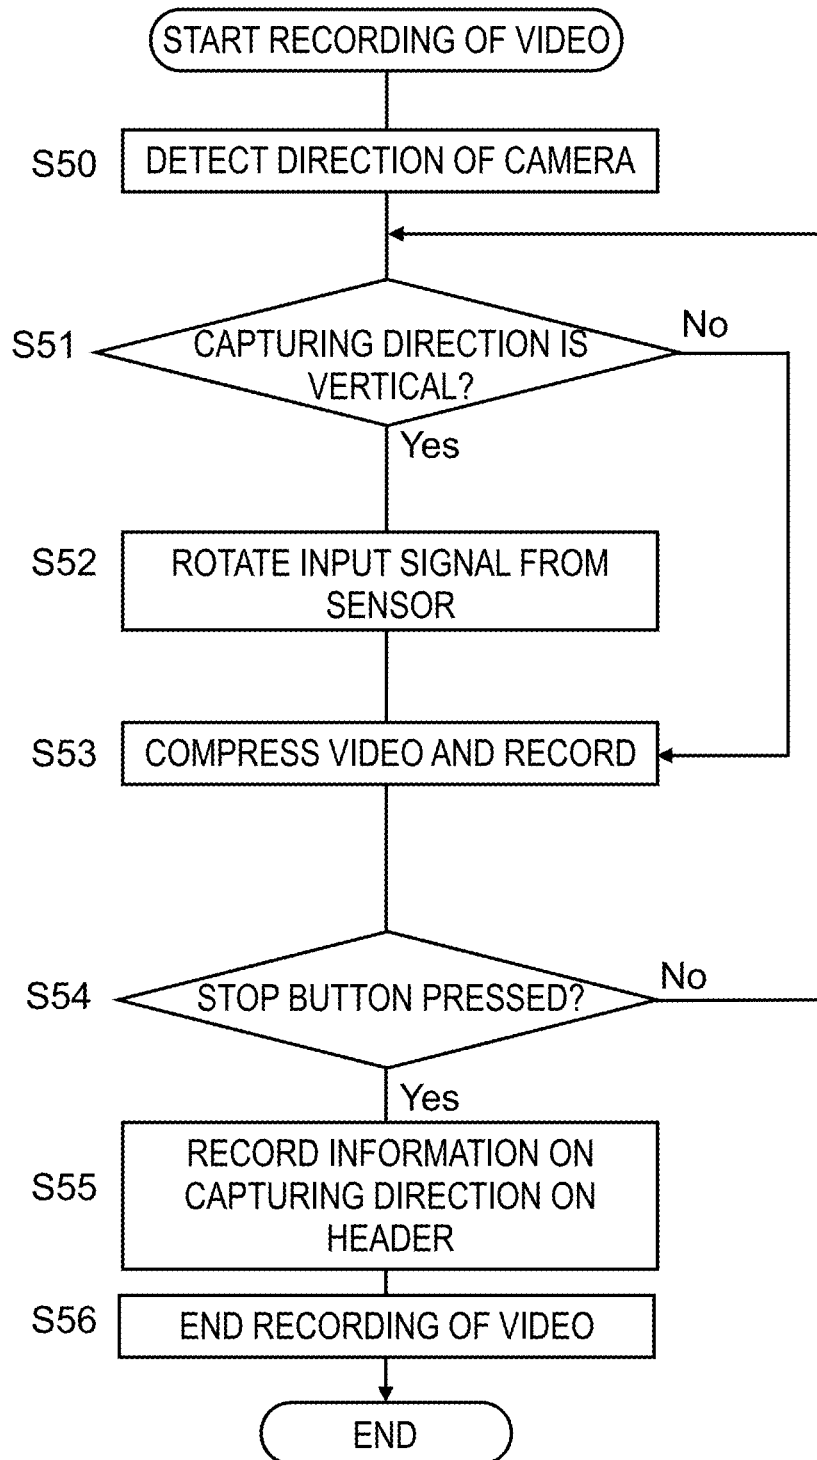 START RECORDING OF VIDEO
S50
DETECT DIRECTION OF CAMERA
S51
CAPTURING DIRECTION IS
VERTICAL?
No
Yes
S52
ROTATE INPUT SIGNAL FROM
SENSOR
S53
COMPRESS VIDEO AND RECORD
S54
STOP BUTTON PRESSED?
No
Yes
S55
RECORD INFORMATION ON
CAPTURING DIRECTION ON
HEADER
S56
END RECORDING OF VIDEO
END